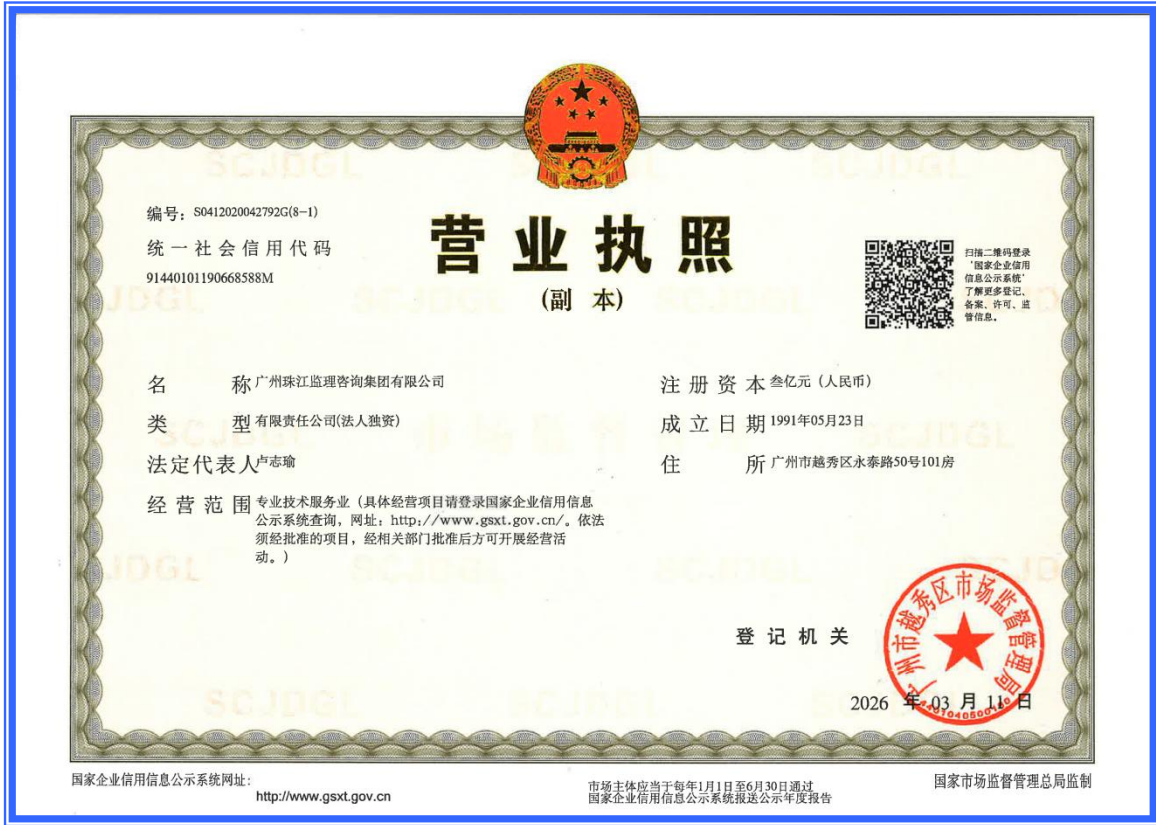 编号：S0412020042792G(8-1)
统一社会信用代码
91440101190668588M
营业执照
(副 本)
扫描二维码登录
‘国家企业信用
信息公示系统’
了解更多登记、
备案、许可、监
管信息。
名 称 广州珠江监理咨询集团有限公司
类 型 有限责任公司(法人独资)
法定代表人 卢志瑜
经营范围 专业技术服务业（具体经营项目请登录国家企业信用信息
公示系统查询，网址：http://www.gsxt.gov.cn/。依法
须经批准的项目，经相关部门批准后方可开展经营活
动。）
注册资本 叁亿元（人民币）
成立日期 1991年05月23日
住 所 广州市越秀区永泰路50号101房
登记机关
广州市越秀区市场监督管理局
2026 年 03 月 11 日
国家企业信用信息公示系统网址：
http://www.gsxt.gov.cn
市场主体应当于每年1月1日至6月30日通过
国家企业信用信息公示系统报送公示年度报告
国家市场监督管理总局监制
SCJDGL